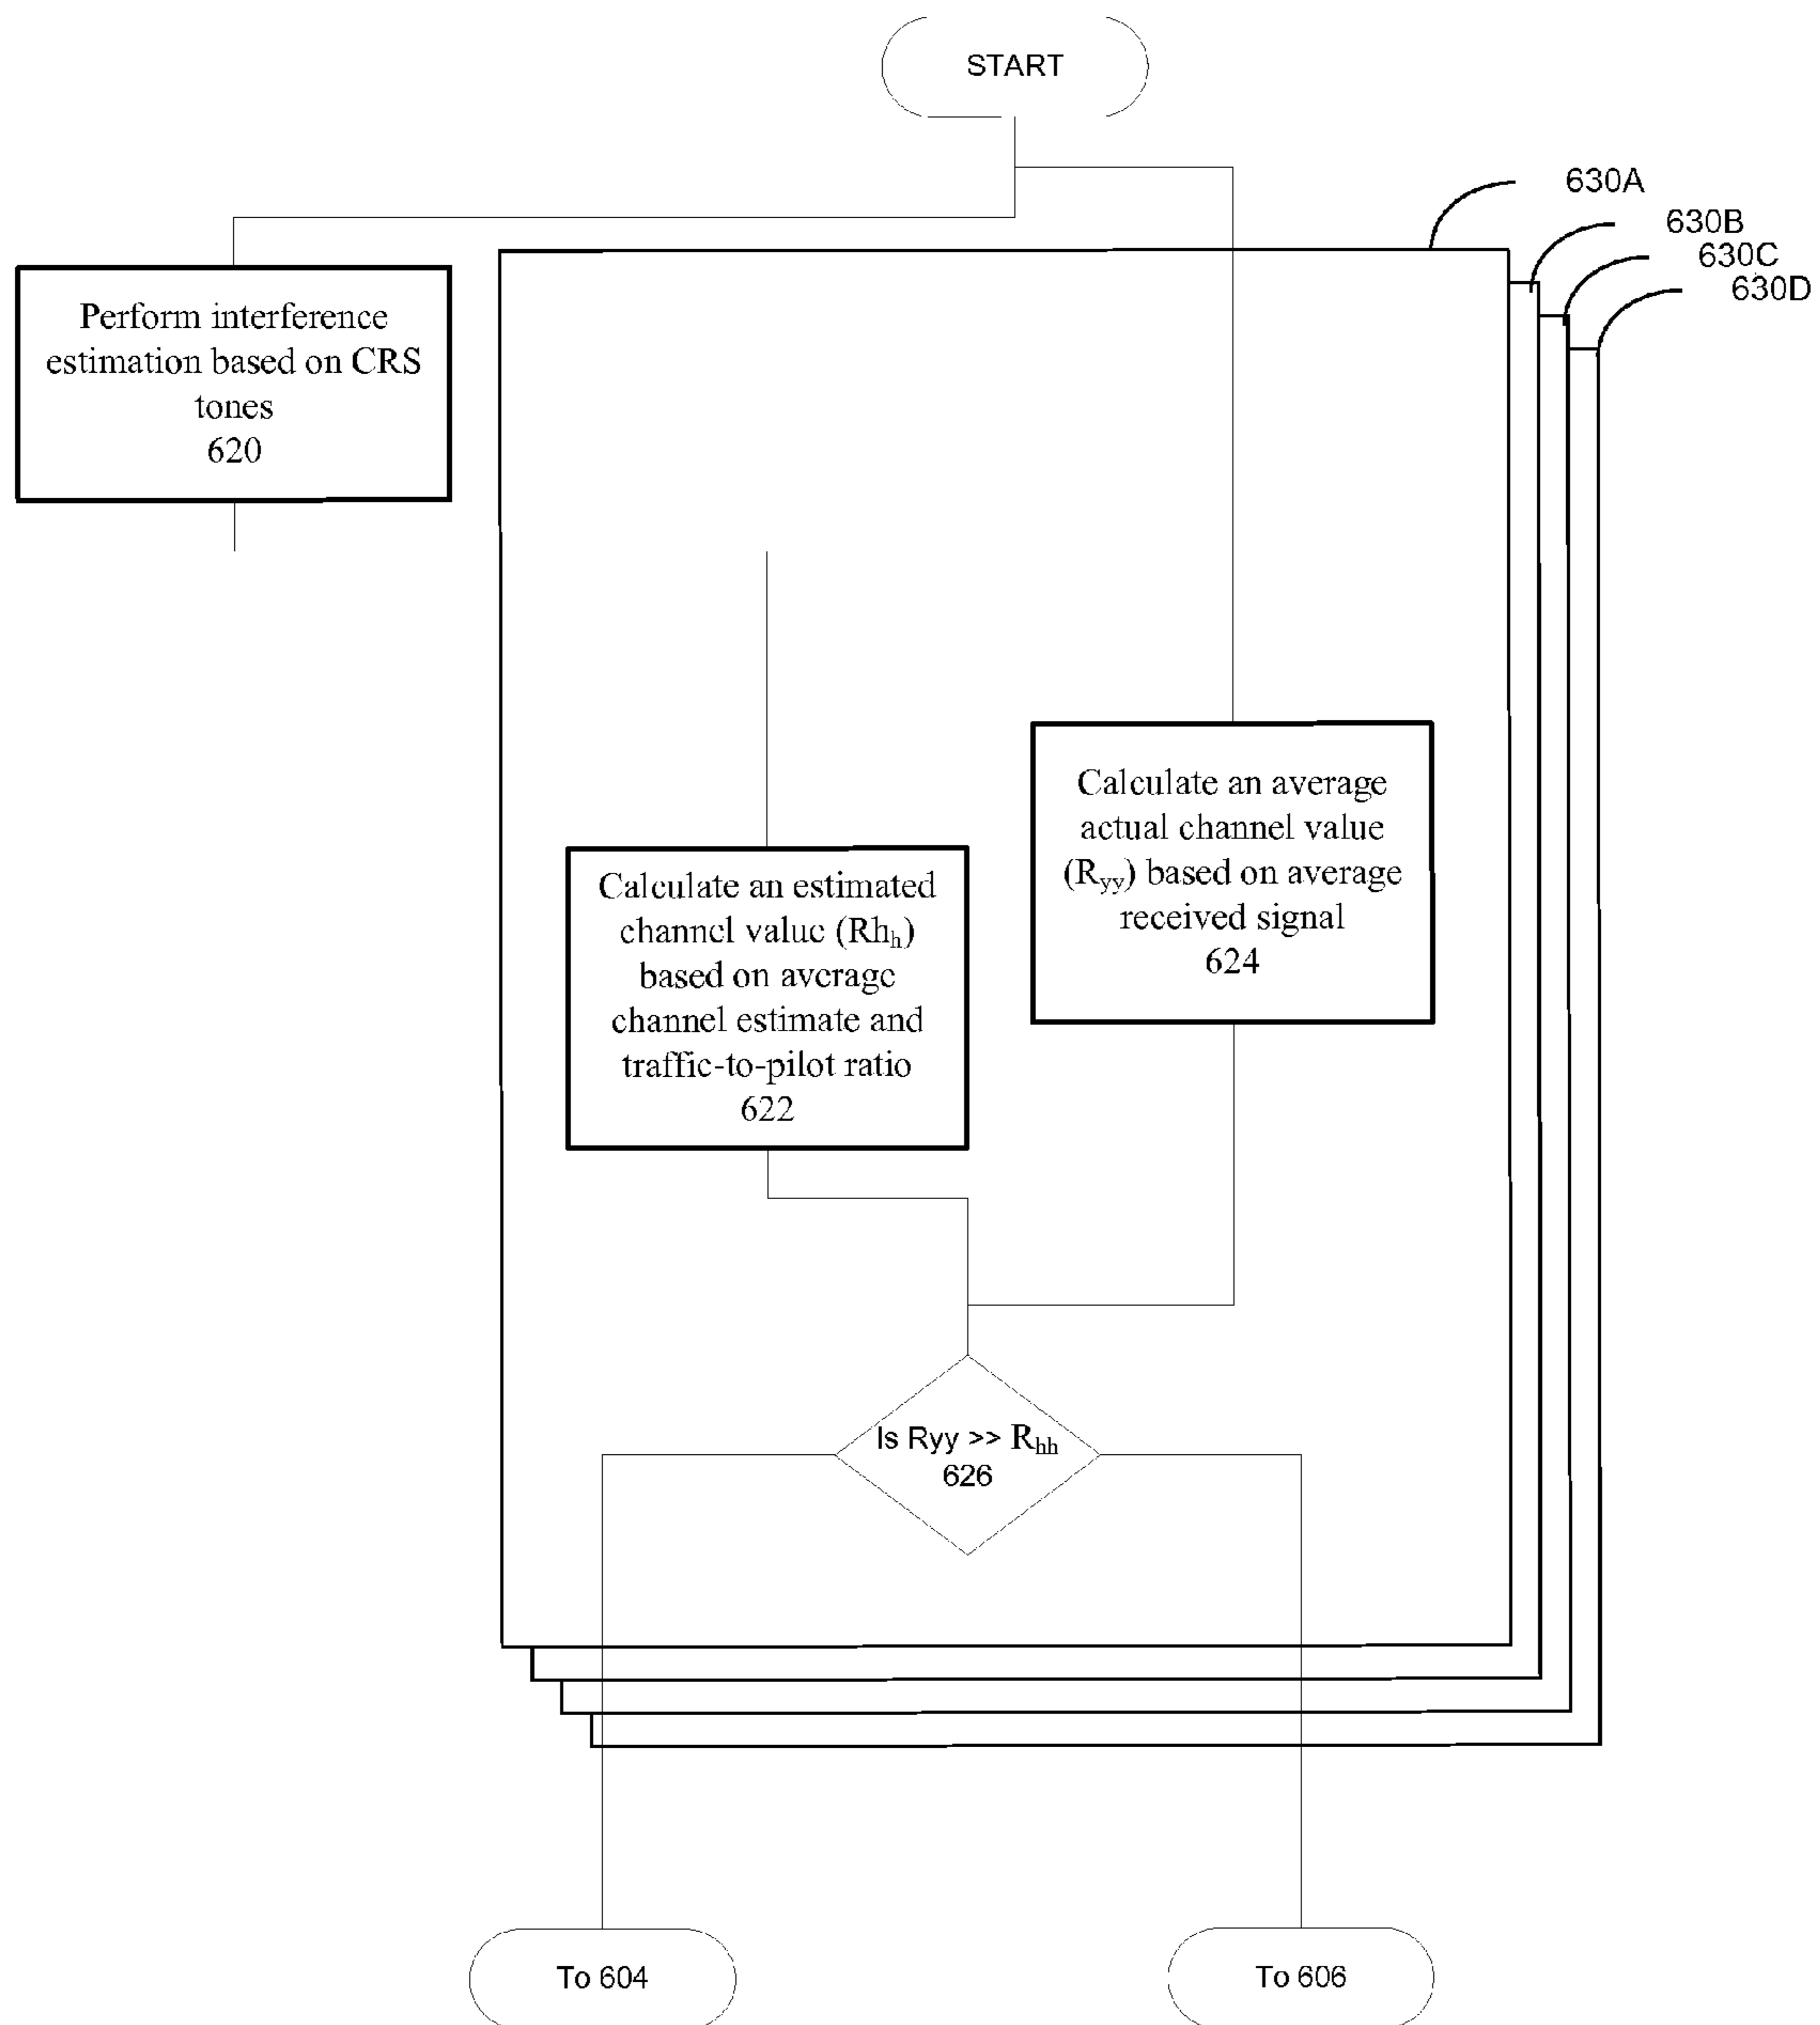 START
630A
630B
630C
630D
Perform interference
estimation based on CRS
tones
620
Calculate an average
actual channel value
(Ryy) based on average
received signal
624
Calculate an estimated
channel value (Rhh)
based on average
channel estimate and
traffic-to-pilot ratio
622
Is Ryy >> Rhh
626
To 604
To 606